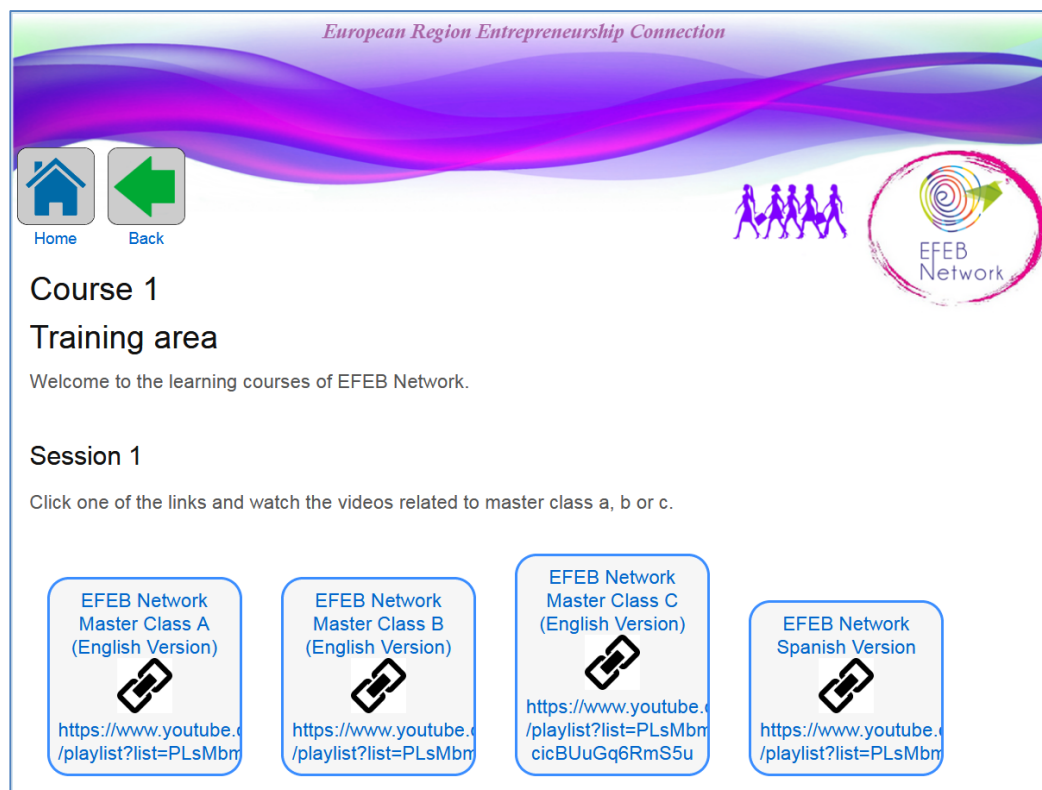 European Region Entrepreneurship Connection
Home
Back
EFEB
Network
Course 1
Training area
Welcome to the learning courses of EFEB Network.
Session 1
Click one of the links and watch the videos related to master class a, b or c.
EFEB Network
Master Class A
(English Version)
https://www.youtube.
/playlist?list=PLsMbm
EFEB Network
Master Class B
(English Version)
https://www.youtube.
/playlist?list=PLsMbm
EFEB Network
Master Class C
(English Version)
https://www.youtube.
/playlist?list=PLsMbm
cicBUuGq6RmS5u
EFEB Network
Spanish Version
https://www.youtube.
/playlist?list=PLsMbm